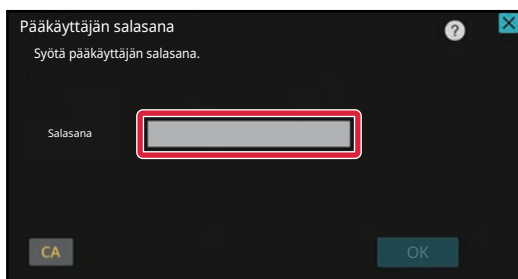 Pääkäyttäjän salasana
?
Syötä pääkäyttäjän salasana.
Salasana
CA
OK